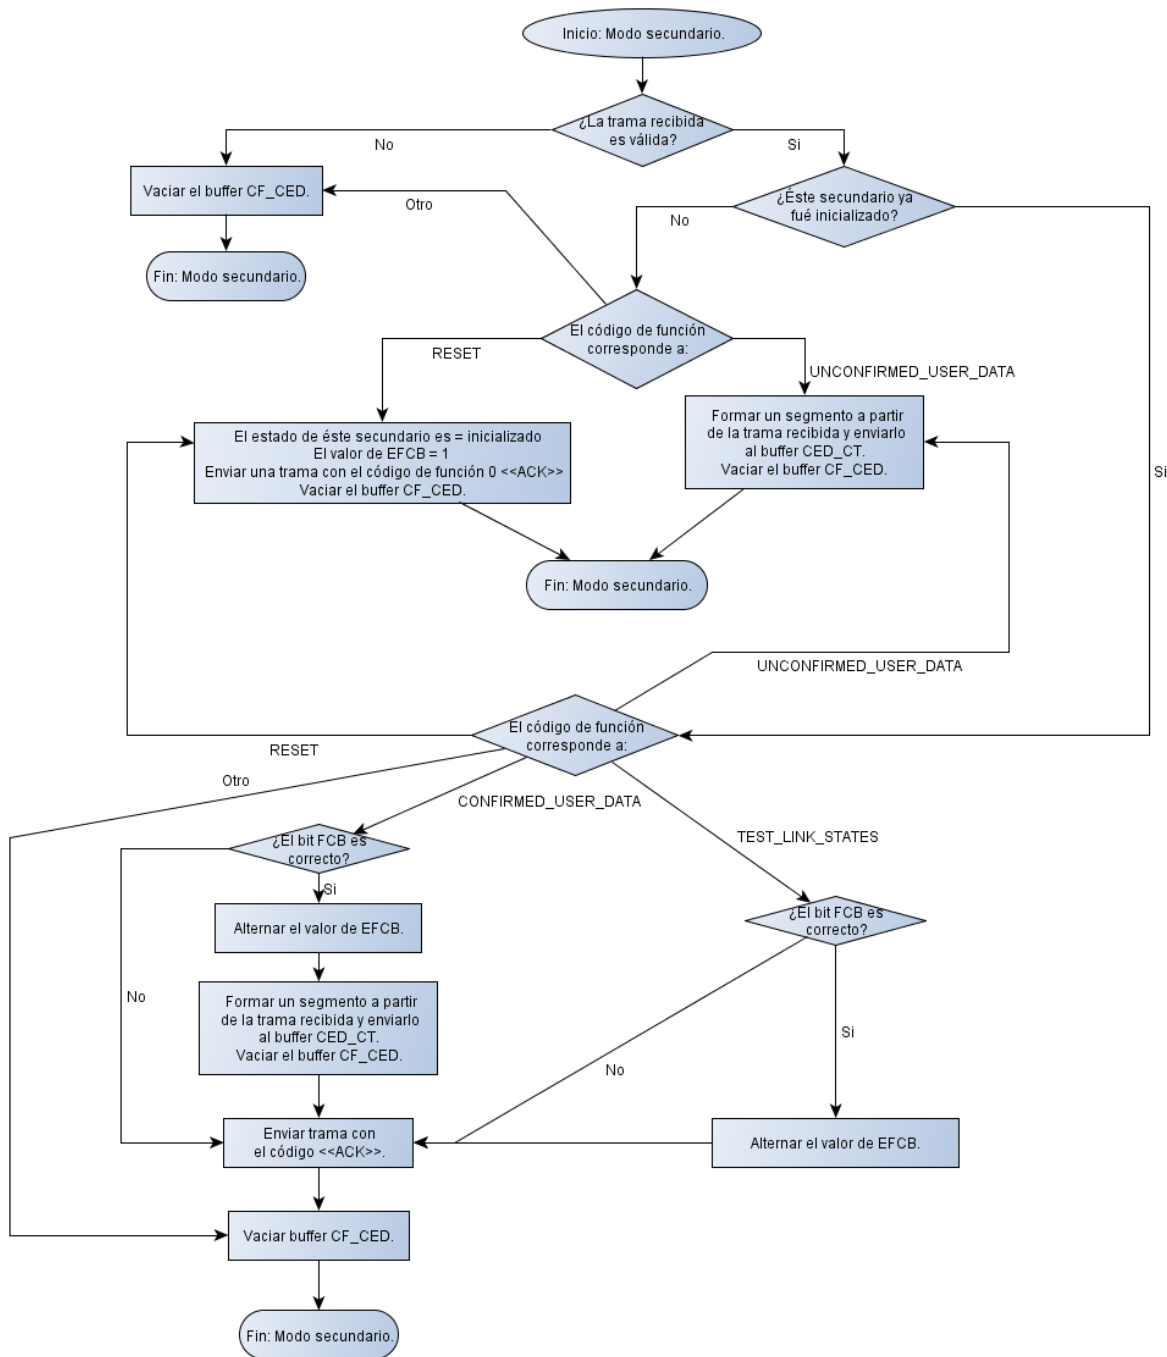 Inicio: Modo secundario.
¿La trama recibida
es válida?
No
Si
Vaciar el buffer CF_CED.
Otro
¿Éste secundario ya
fué inicializado?
No
Fin: Modo secundario.
El código de función
corresponde a:
RESET
UNCONFIRMED_USER_DATA
El estado de éste secundario es = inicializado
El valor de EFCB = 1
Enviar una trama con el código de función 0 <<ACK>>
Vaciar el buffer CF_CED.
Formar un segmento a partir
de la trama recibida y enviarlo
al buffer CED_CT.
Vaciar el buffer CF_CED.
Si
Fin: Modo secundario.
UNCONFIRMED_USER_DATA
El código de función
corresponde a:
RESET
Otro
CONFIRMED_USER_DATA
TEST_LINK_STATES
¿El bit FCB es
correcto?
Si
¿El bit FCB es
correcto?
Alternar el valor de EFCB.
No
Formar un segmento a partir
de la trama recibida y enviarlo
al buffer CED_CT.
Vaciar el buffer CF_CED.
Si
No
Enviar trama con
el código <<ACK>>.
Alternar el valor de EFCB.
Vaciar buffer CF_CED.
Fin: Modo secundario.